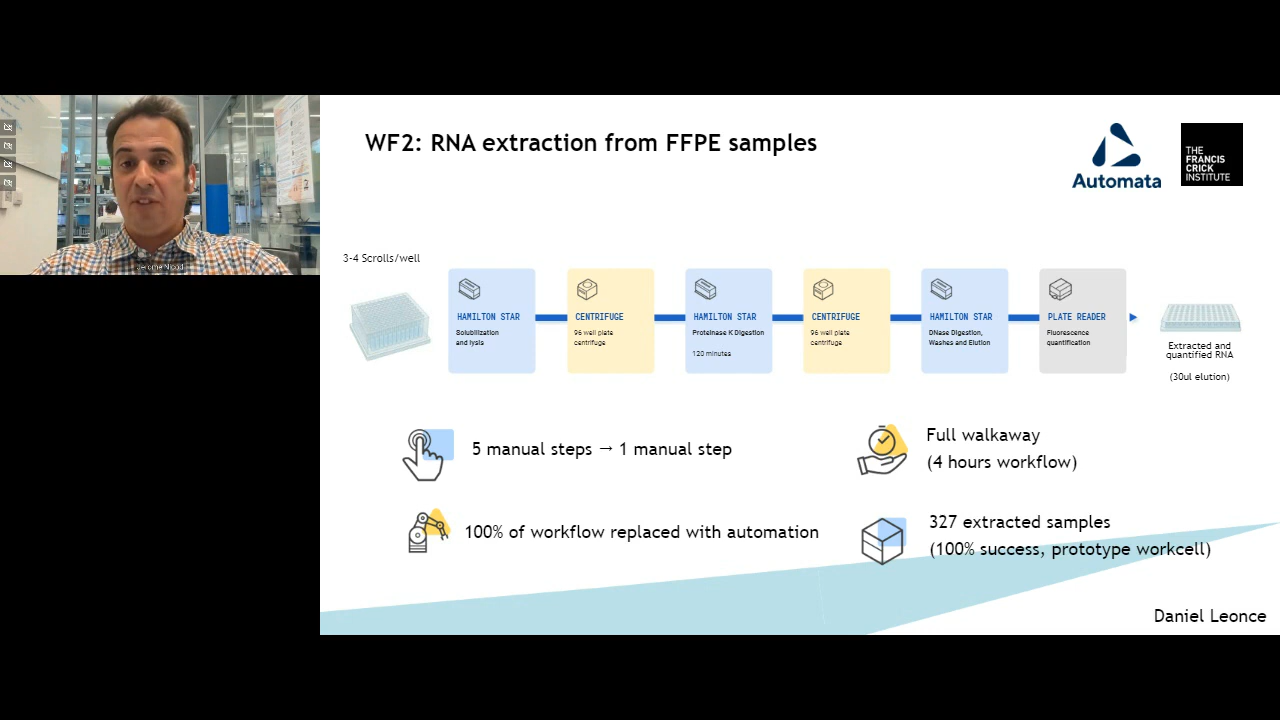 WF2: RNA extraction from FFPE samples
Automata
THE
FRANCIS
CRICK
INSTITUTE
3-4 Scrolls/well
HAMILTON STAR
Solubilization
and lysis
CENTRIFUGE
96 well plate
centrifuge
HAMILTON STAR
Proteinase K Digestion
120 minutes
CENTRIFUGE
96 well plate
centrifuge
HAMILTON STAR
DNase Digestion,
Washes and Elution
PLATE READER
Fluorescence
quantification
Extracted and
quantified RNA
(30ul elution)
5 manual steps → 1 manual step
Full walkaway
(4 hours workflow)
100% of workflow replaced with automation
327 extracted samples
(100% success, prototype workcell)
Daniel Leonce